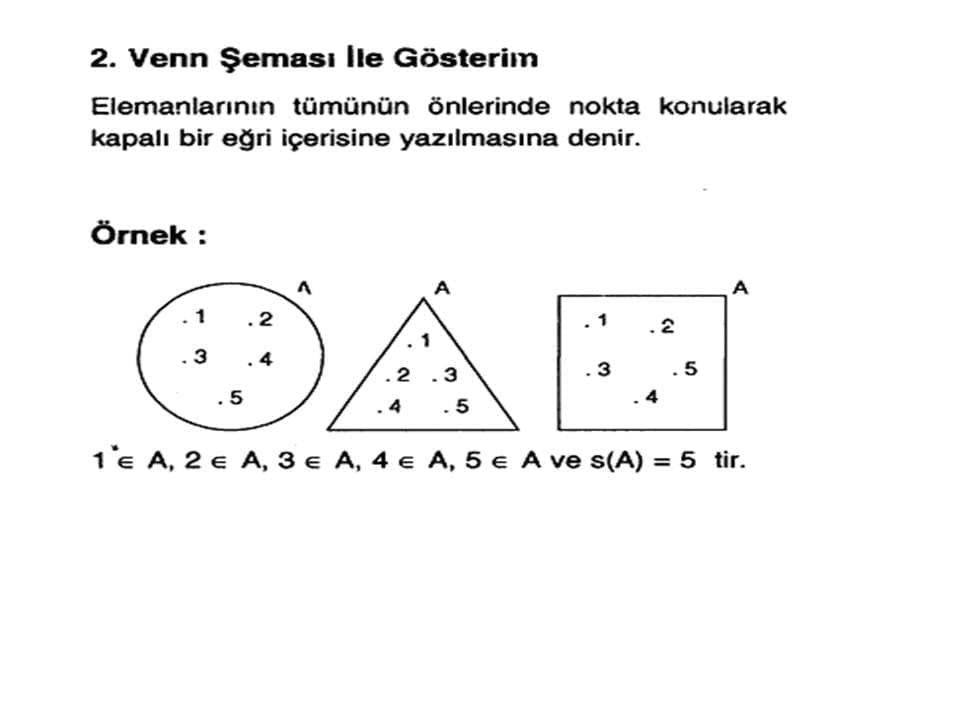 2. Venn Şeması İle Gösterim
Elemanlarının tümünün önlerinde nokta konularak
kapalı bir eğri içerisine yazılmasına denir.
Örnek :
A A A
.1 .2 .3 .4 .5
.1 .2 .3 .4 .5
.1 .2 .3 .5 .4
1 ∈ A, 2 ∈ A, 3 ∈ A, 4 ∈ A, 5 ∈ A ve s(A) = 5 tir.